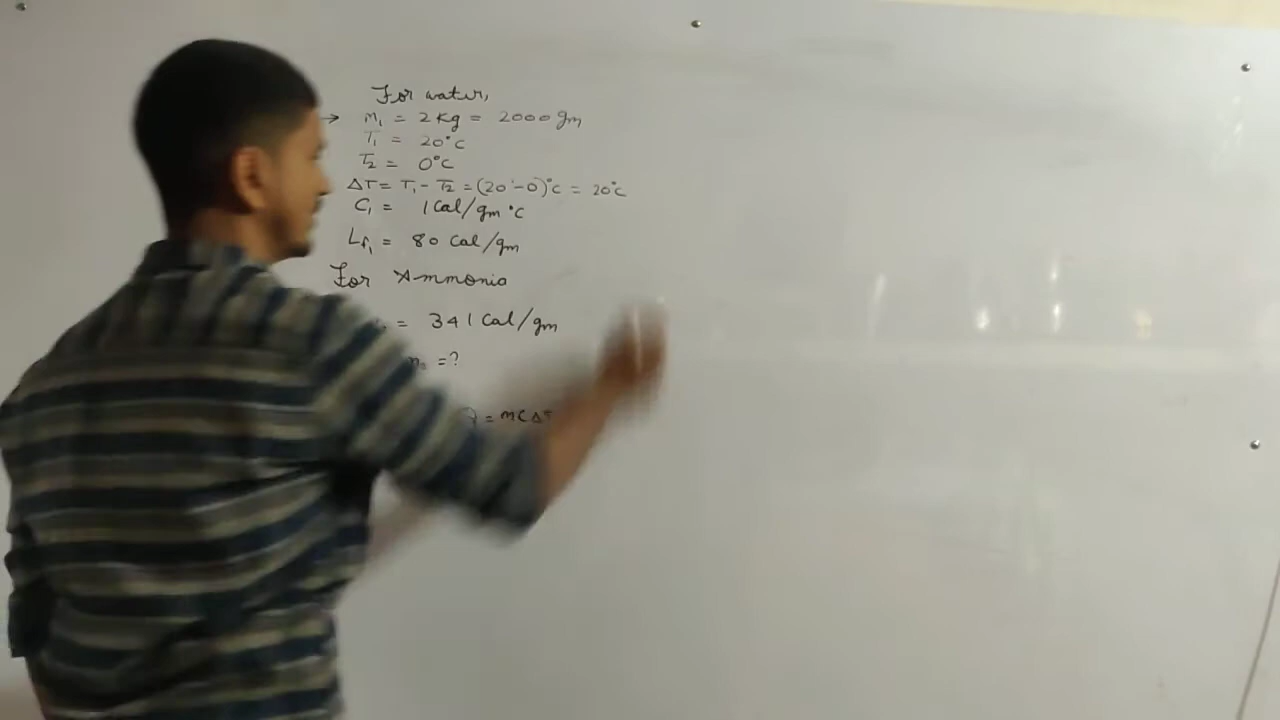 For water,
→ m₁ = 2 Kg = 2000 gm
T₁ = 20°C
T₂ = 0°C
ΔT = T₁ - T₂ = (20 - 0)°C = 20°C
C₁ = 1 Cal/gm °C
Lf₁ = 80 Cal/gm
For Ammonia
= 341 Cal/gm
= ?
Q = mcΔ